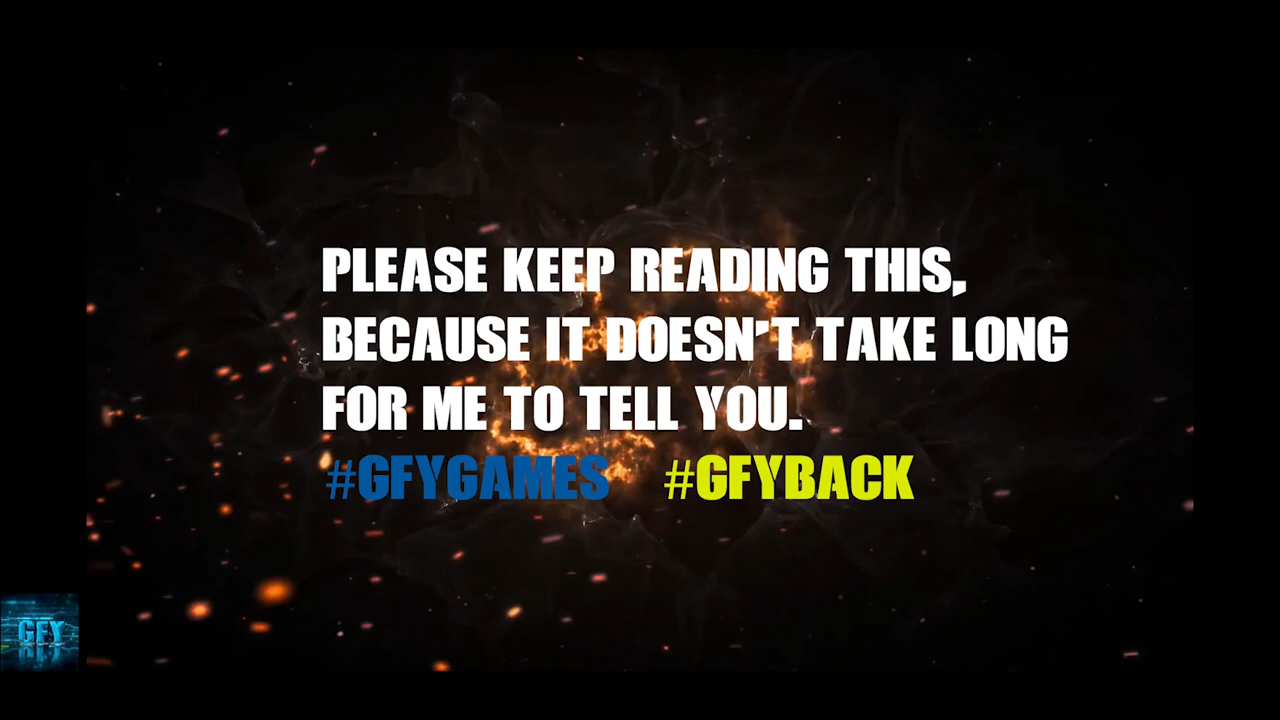 PLEASE KEEP READING THIS,
BECAUSE IT DOESN'T TAKE LONG
FOR ME TO TELL YOU.
#GFYGAMES #GFYBACK
GFY